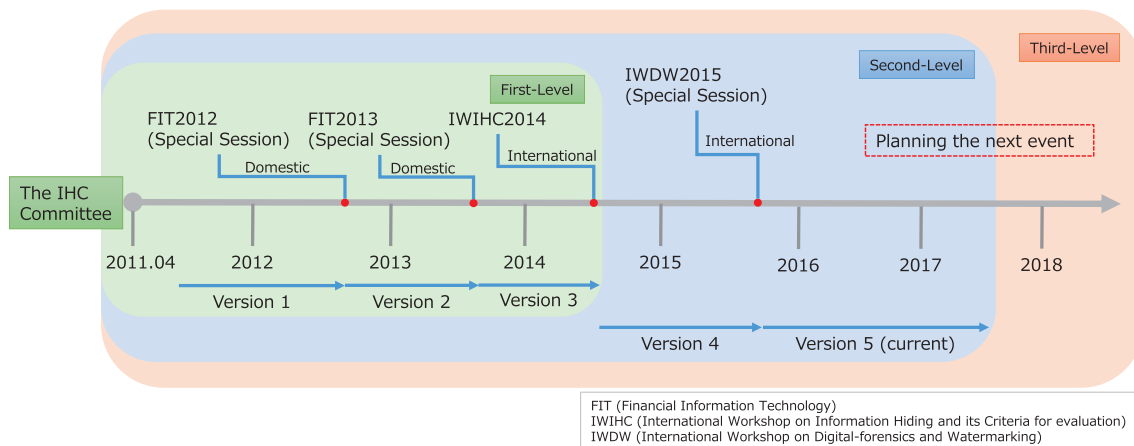 Third-Level
Second-Level
First-Level
IWDW2015
(Special Session)
FIT2012
(Special Session)
FIT2013
(Special Session)
IWIHC2014
Domestic
Domestic
International
International
Planning the next event
The IHC
Committee
2011.04
2012
2013
2014
2015
2016
2017
2018
Version 1
Version 2
Version 3
Version 4
Version 5 (current)
FIT (Financial Information Technology)
IWIHC (International Workshop on Information Hiding and its Criteria for evaluation)
IWDW (International Workshop on Digital-forensics and Watermarking)